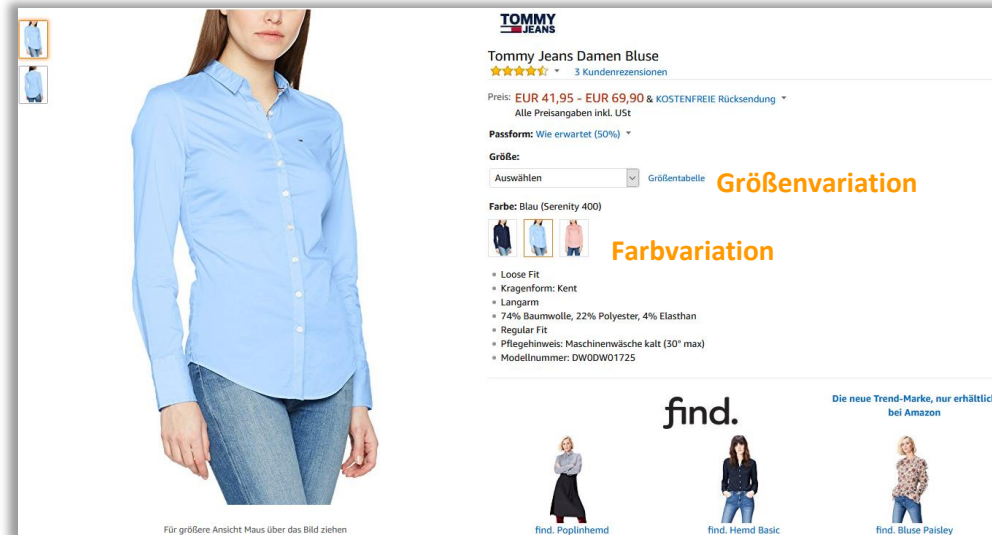 TOMMY
JEANS
Tommy Jeans Damen Bluse
3 Kundenrezensionen
Preis: EUR 41,95 - EUR 69,90 & KOSTENFREIE Rücksendung
Alle Preisangaben inkl. USt
Passform: Wie erwartet (50%)
Größe:
Auswählen Größentabelle Größenvariation
Farbe: Blau (Serenity 400)
Farbvariation
Loose Fit
Kragenform: Kent
Langarm
74% Baumwolle, 22% Polyester, 4% Elasthan
Regular Fit
Pflegehinweis: Maschinenwäsche kalt (30° max)
Modellnummer: DW0DW01725
find.
Die neue Trend-Marke, nur erhältlic
bei Amazon
find. Poplinhemd find. Hemd Basic find. Bluse Paisley
Für größere Ansicht Maus über das Bild ziehen